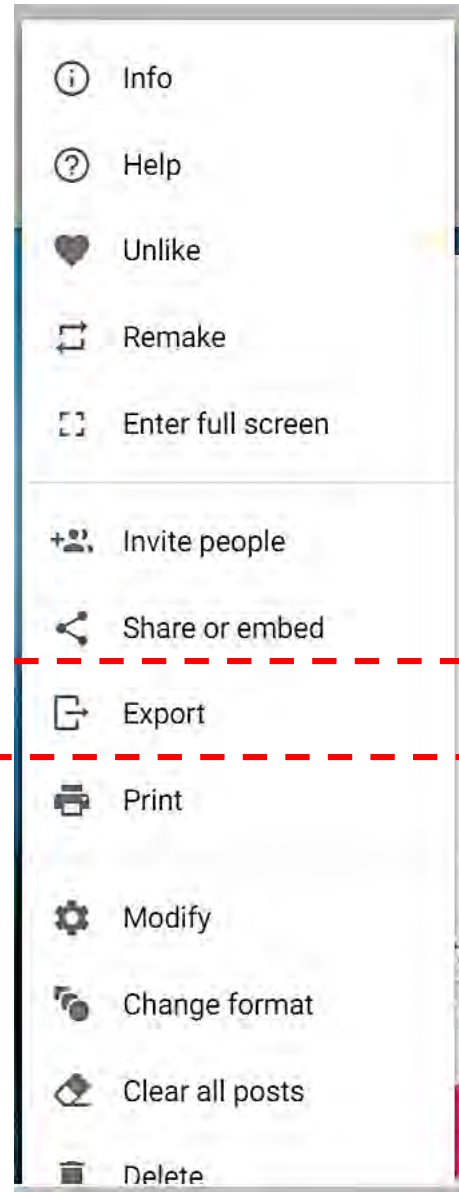 Info
Help
Unlike
Remake
Enter full screen
Invite people
Share or embed
Export
Print
Modify
Change format
Clear all posts
Delete